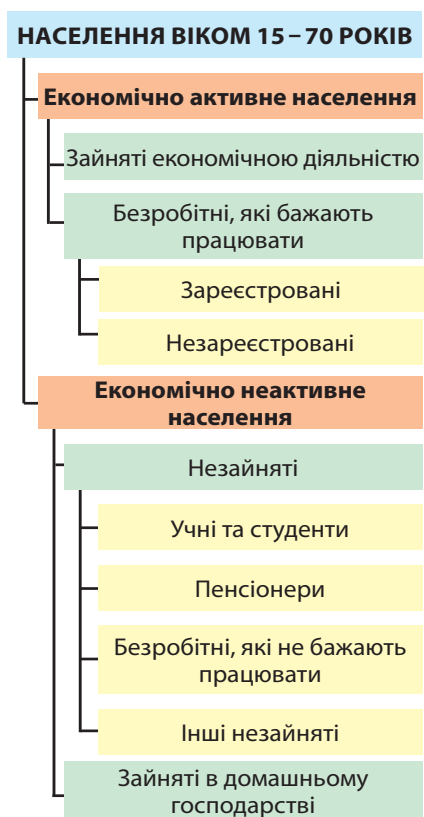 НАСЕЛЕННЯ ВІКОМ 15 – 70 РОКІВ
Економічно активне населення
Зайняті економічною діяльністю
Безробітні, які бажають
працювати
Зареєстровані
Незареєстровані
Економічно неактивне
населення
Незайняті
Учні та студенти
Пенсіонери
Безробітні, які не бажають
працювати
Інші незайняті
Зайняті в домашньому
господарстві